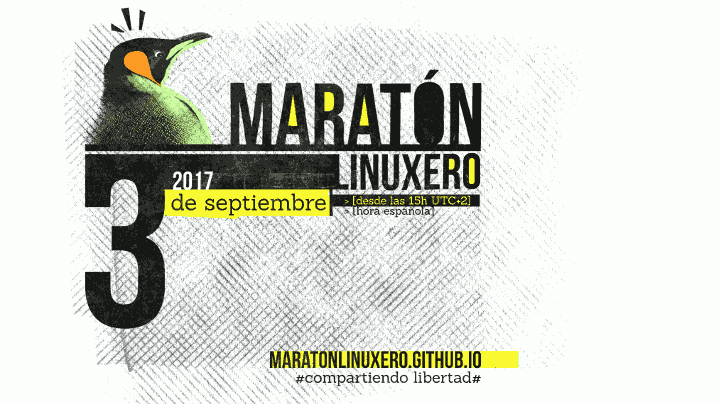 MARATÓN
LINUXERO
3
2017
de septiembre
> [desde las 15h UTC+2]
> [hora española]
MARATONLINUXERO.GITHUB.IO
#compartiendo libertad#